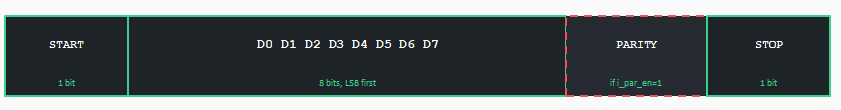 START
1 bit
D0 D1 D2 D3 D4 D5 D6 D7
8 bits, LSB first
PARITY
if i_par_en=1
STOP
1 bit